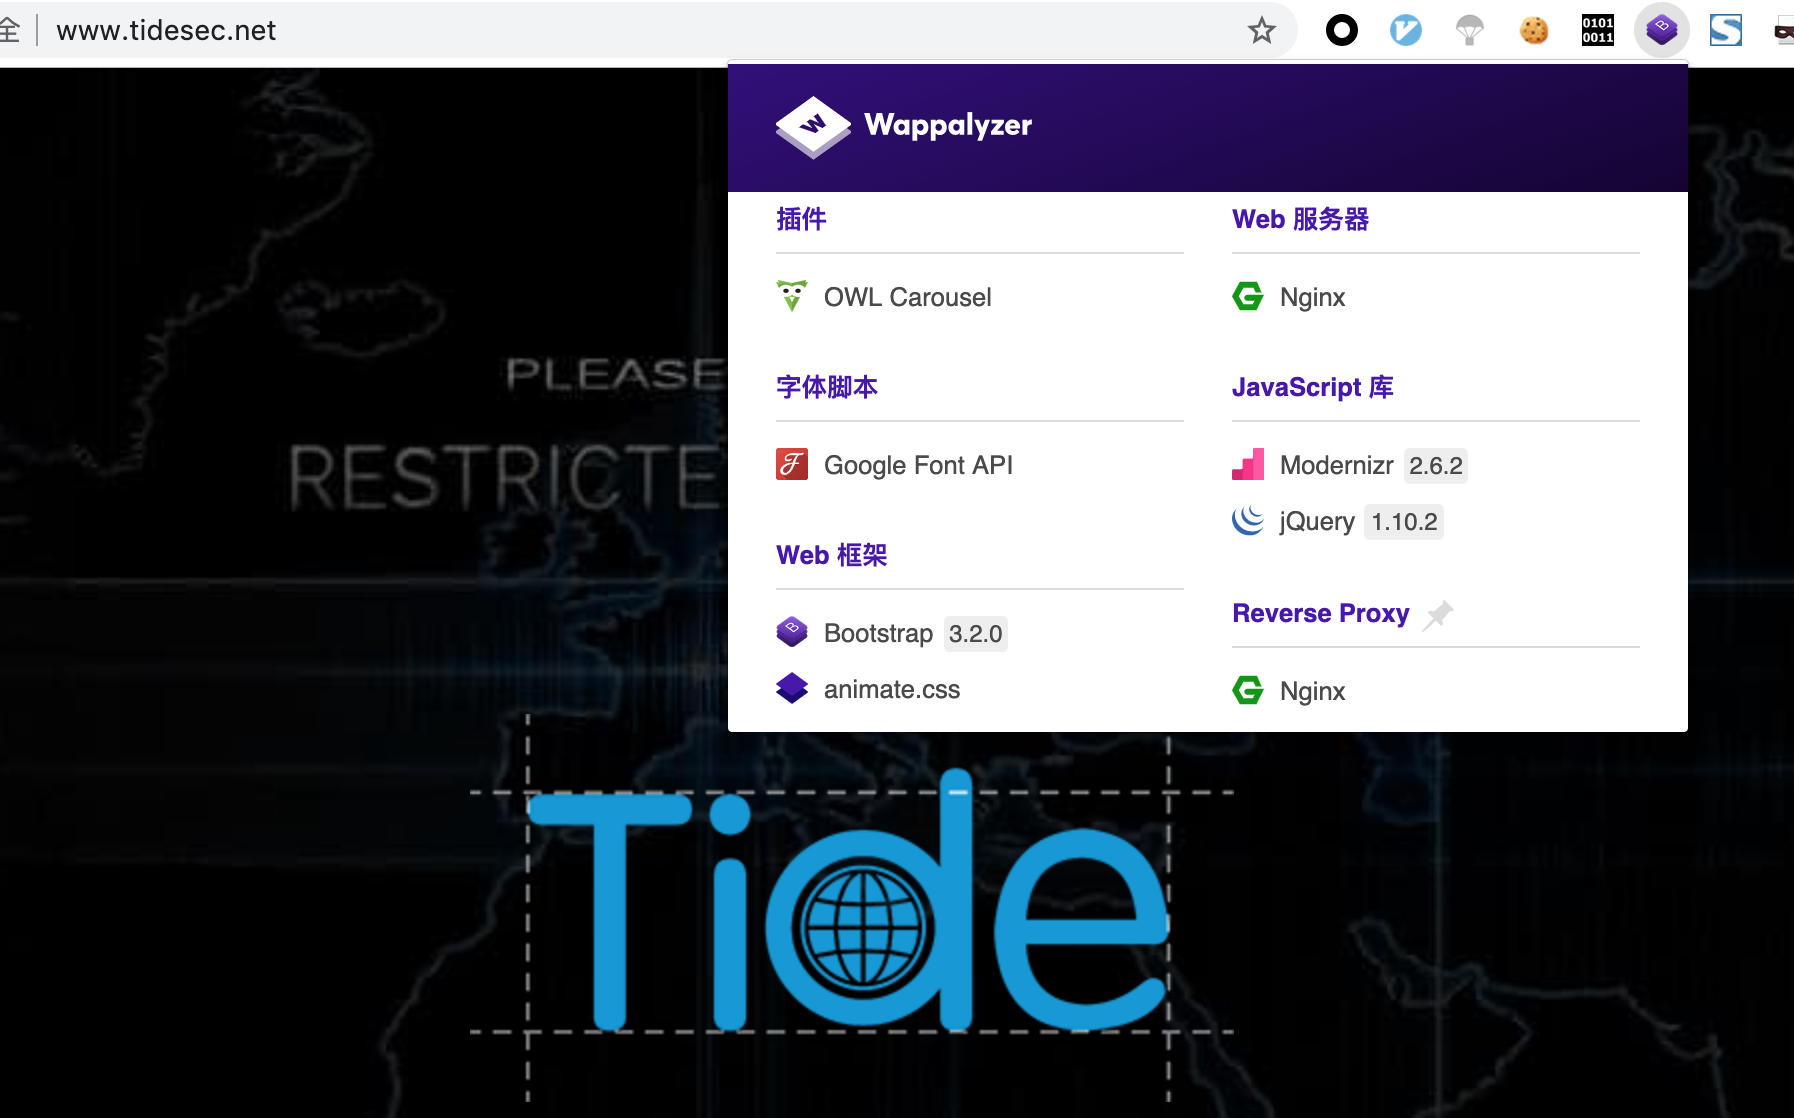 全 | www.tidesec.net
0101
0011
Wappalyzer
插件
OWL Carousel
字体脚本
Google Font API
Web 框架
Bootstrap 3.2.0
animate.css
Web 服务器
Nginx
JavaScript 库
Modernizr 2.6.2
jQuery 1.10.2
Reverse Proxy
Nginx
PLEASE
RESTRICTE
Tide